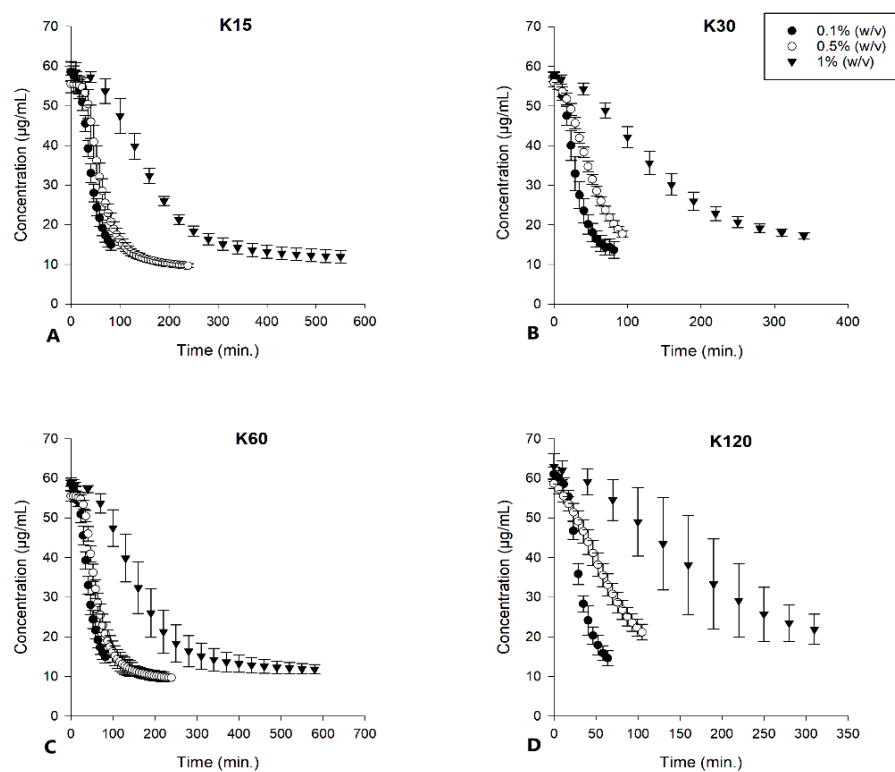 K15
70
60
50
40
30
20
10
0
Concentration (µg/mL)
0 100 200 300 400 500 600
A
Time (min.)
K30
0.1% (w/v)
0.5% (w/v)
1% (w/v)
70
60
50
40
30
20
10
0
Concentration (µg/mL)
0 100 200 300 400
B
Time (min.)
K60
70
60
50
40
30
20
10
0
Concentration (µg/mL)
0 100 200 300 400 500 600 700
C
Time (min.)
K120
70
60
50
40
30
20
10
0
Concentration (µg/mL)
0 50 100 150 200 250 300 350
D
Time (min.)